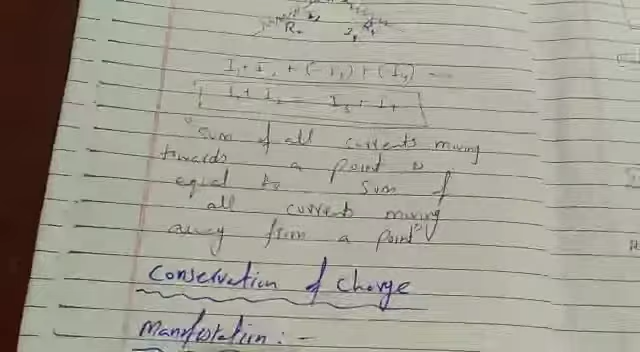 R₂
I₁ + I₂ + (-I₃) + (-I₄)
I₁ + I₂ = I₃ + I₄
"Sum of all currents moving
towards a point is
equal to sum of
all currents moving
away from a point"
Conservation of Charge
Manifestation :-